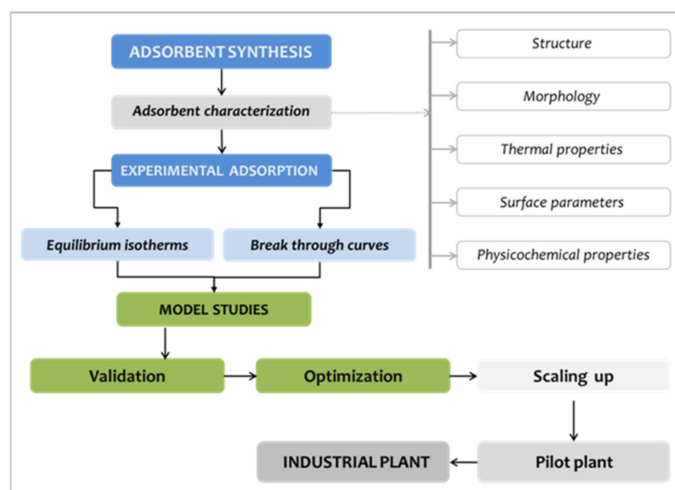 ADSORBENT SYNTHESIS
Adsorbent characterization
Structure
Morphology
Thermal properties
Surface parameters
Physicochemical properties
EXPERIMENTAL ADSORPTION
Equilibrium isotherms
Break through curves
MODEL STUDIES
Validation
Optimization
Scaling up
Pilot plant
INDUSTRIAL PLANT